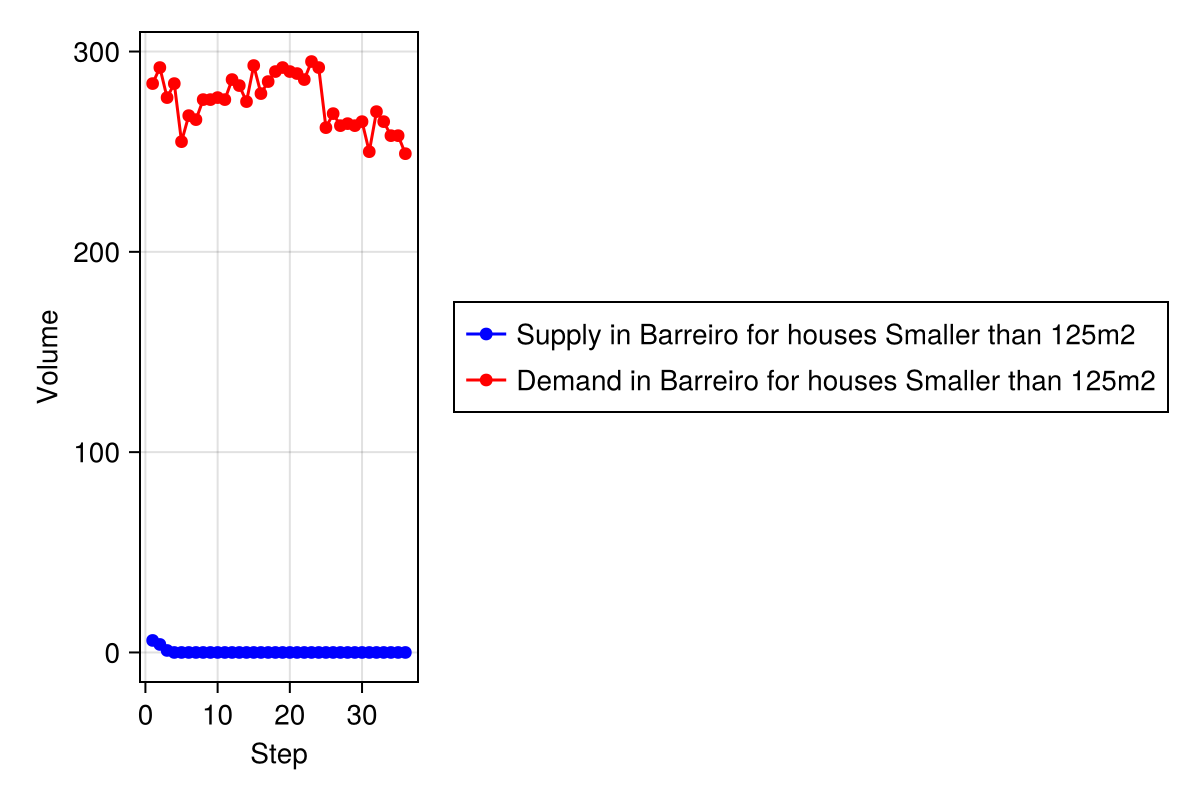 300
200
100
0
Volume
0 10 20 30
Step
Supply in Barreiro for houses Smaller than 125m2
Demand in Barreiro for houses Smaller than 125m2